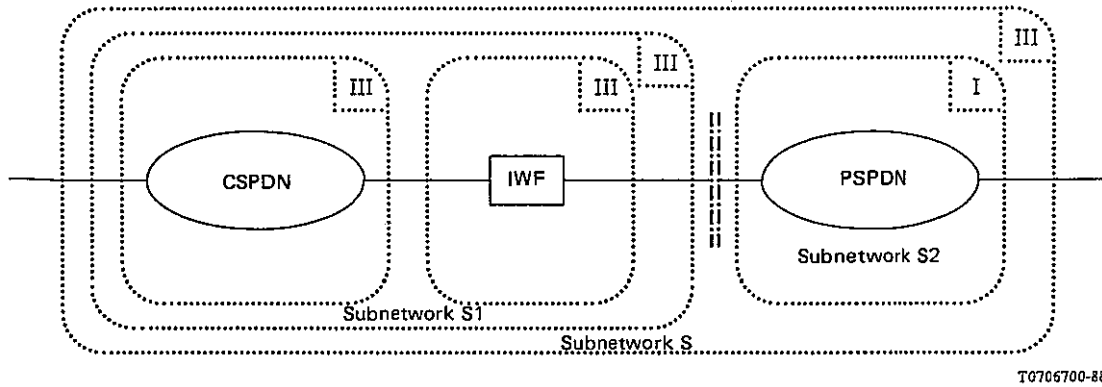 III
III
III
III
I
CSPDN
IWF
PSPDN
Subnetwork S2
Subnetwork S1
Subnetwork S
T0706700-88